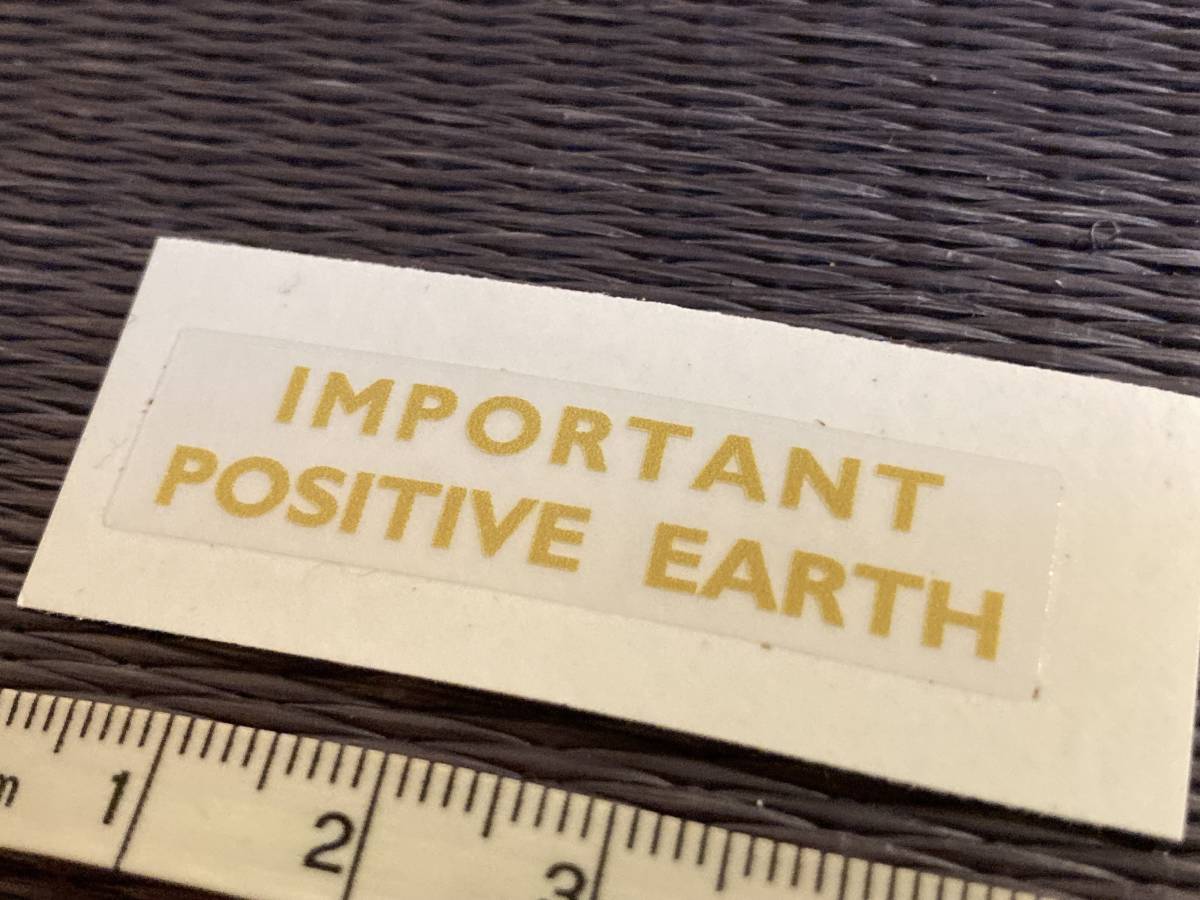 IMPORTANT
POSITIVE EARTH
1 2 3